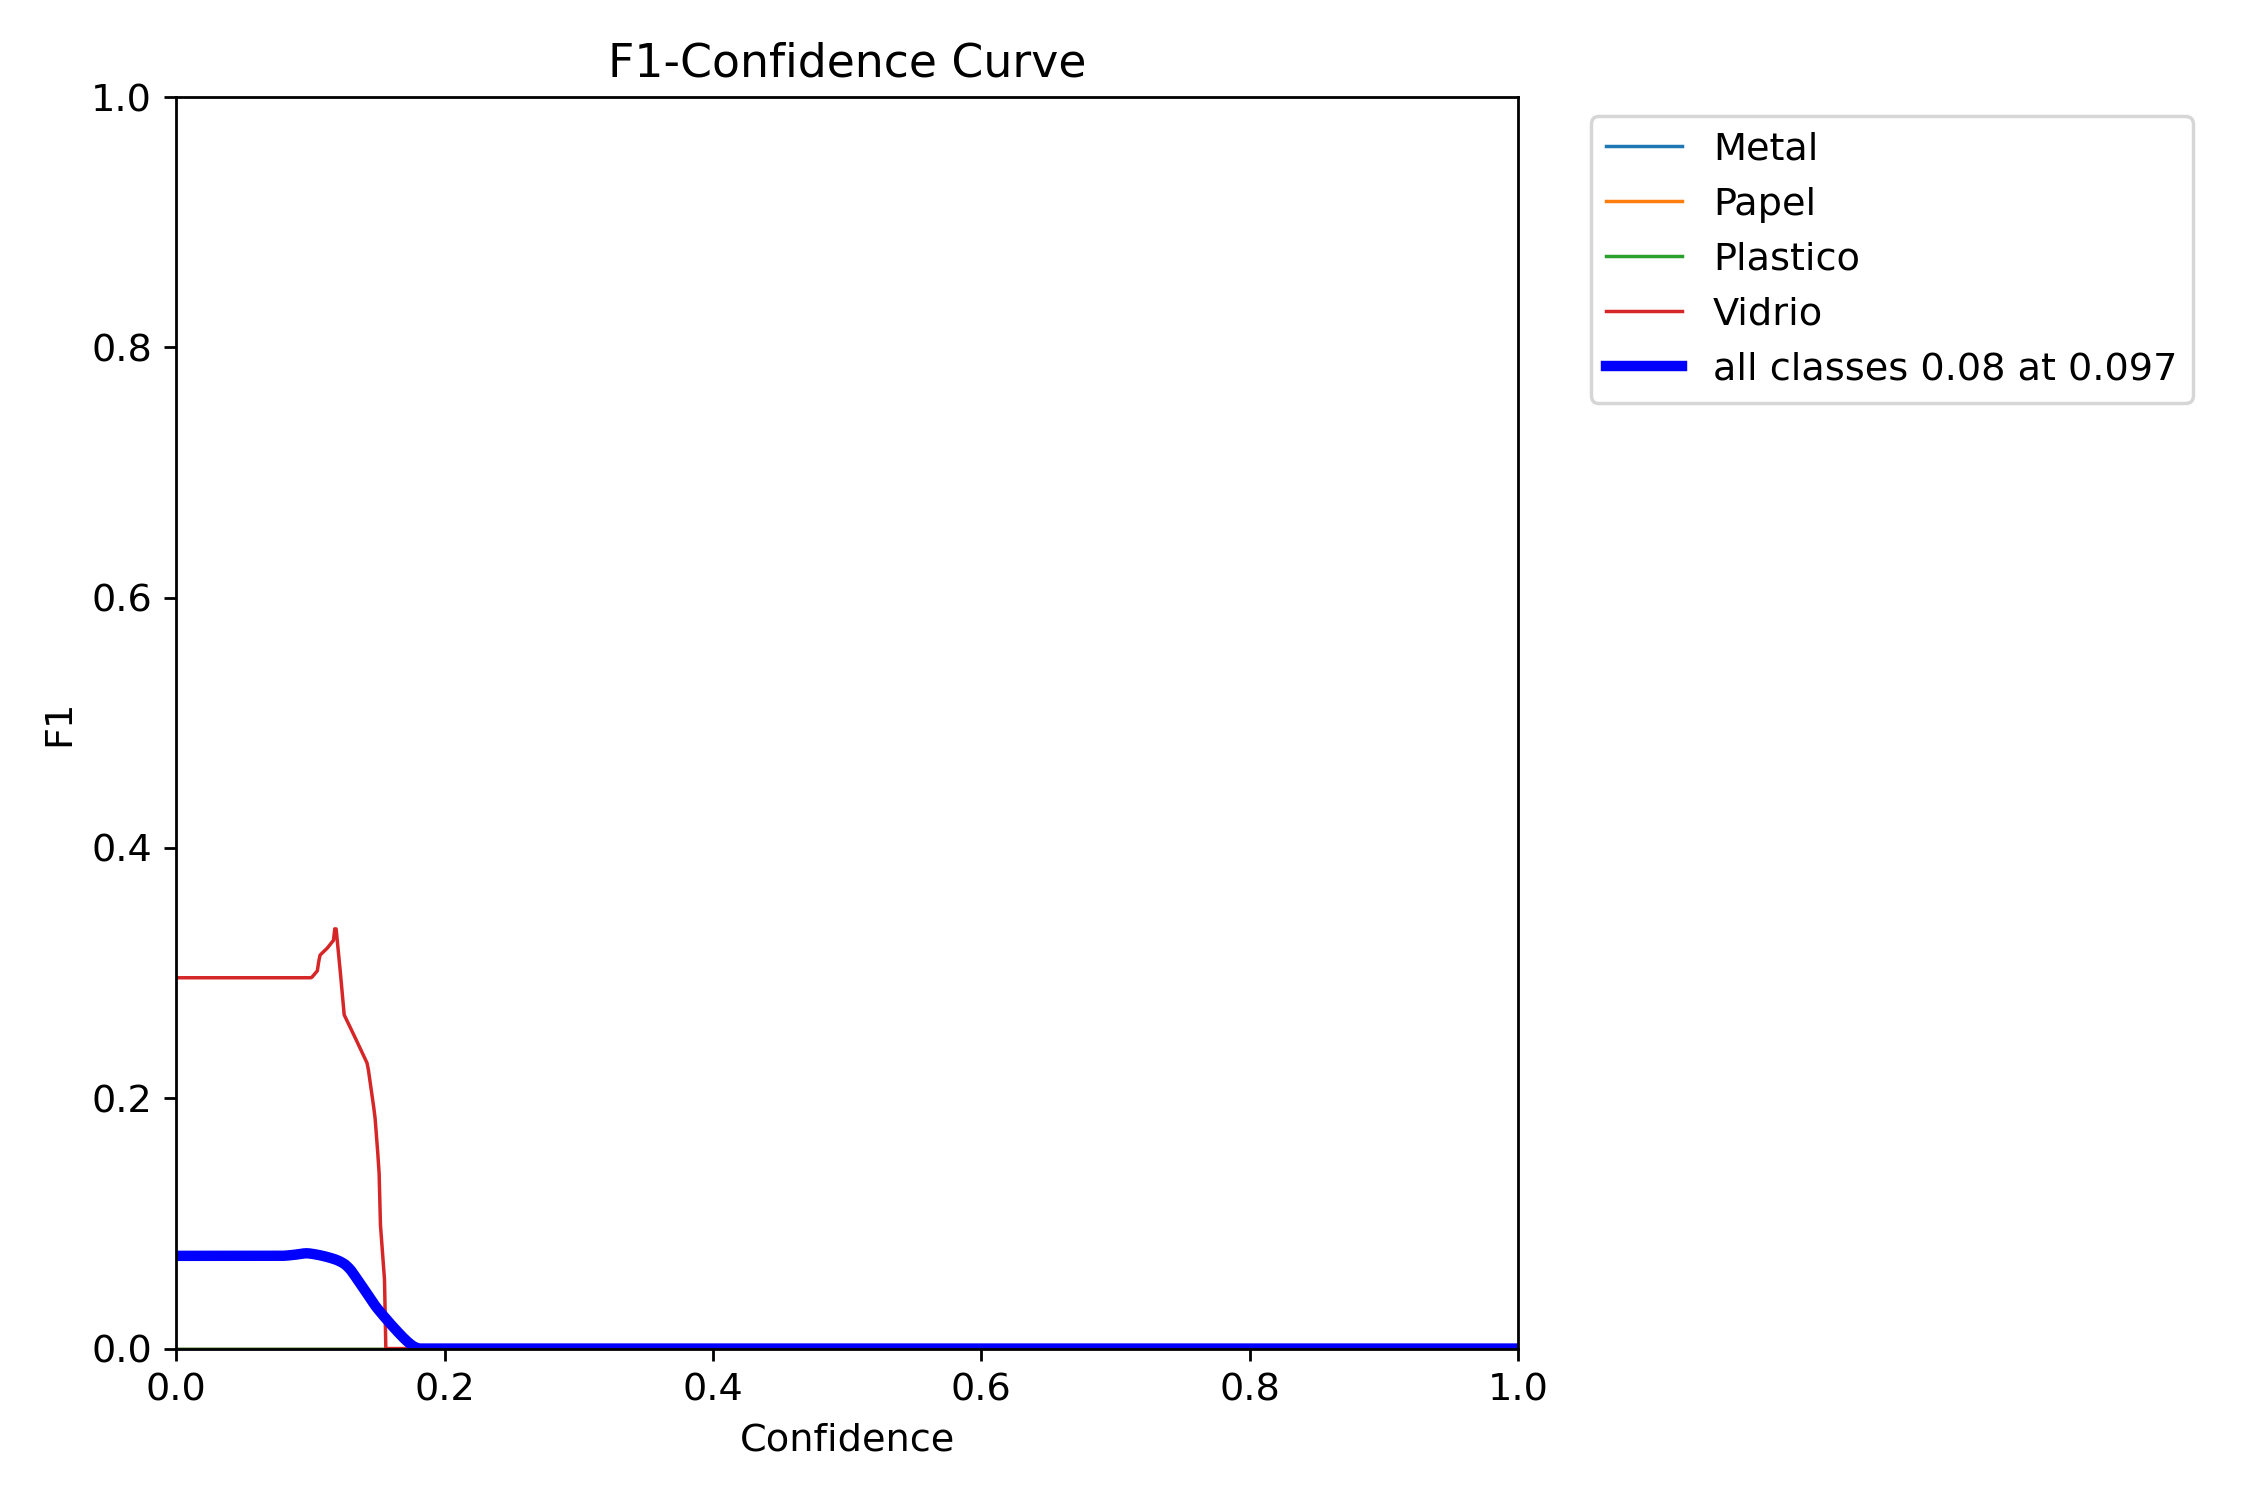 F1-Confidence Curve
1.0
0.8
0.6
0.4
0.2
0.0
F1
0.0 0.2 0.4 0.6 0.8 1.0
Confidence
Metal
Papel
Plastico
Vidrio
all classes 0.08 at 0.097